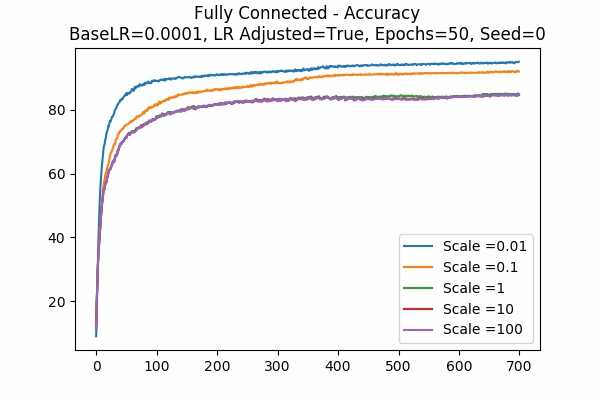 Fully Connected - Accuracy
BaseLR=0.0001, LR Adjusted=True, Epochs=50, Seed=0
80
60
40
20
Scale =0.01
Scale =0.1
Scale =1
Scale =10
Scale =100
0 100 200 300 400 500 600 700